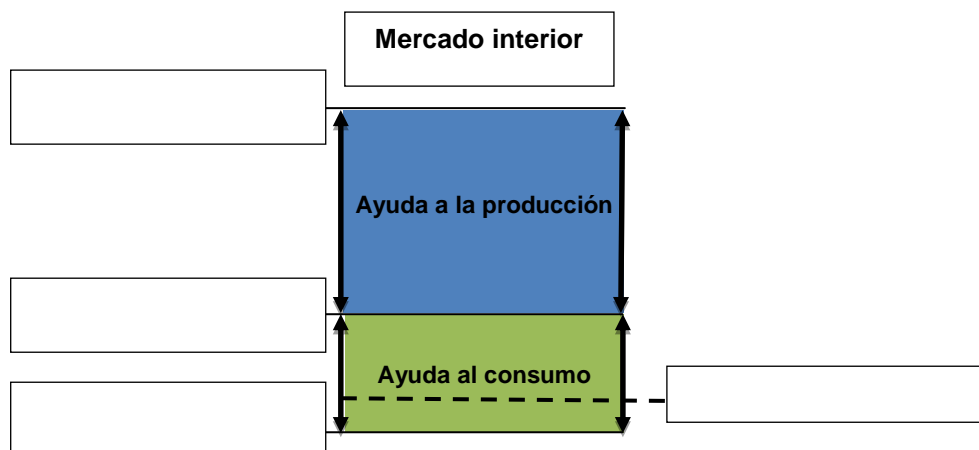 Mercado interior
Ayuda a la producción
Ayuda al consumo